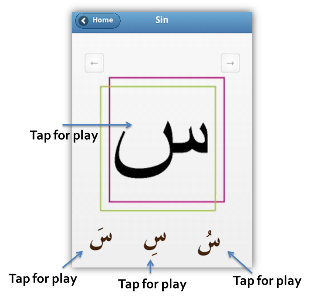 Home Sin
← →
Tap for play س
سَ سِ سُ
Tap for play Tap for play Tap for play